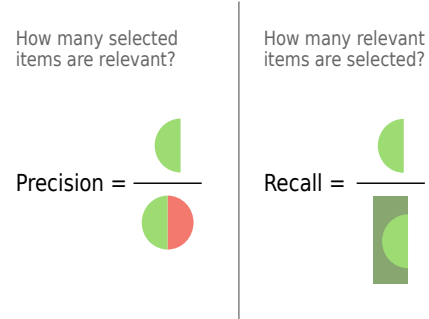 How many selected
items are relevant?
Precision =
How many relevant
items are selected?
Recall =